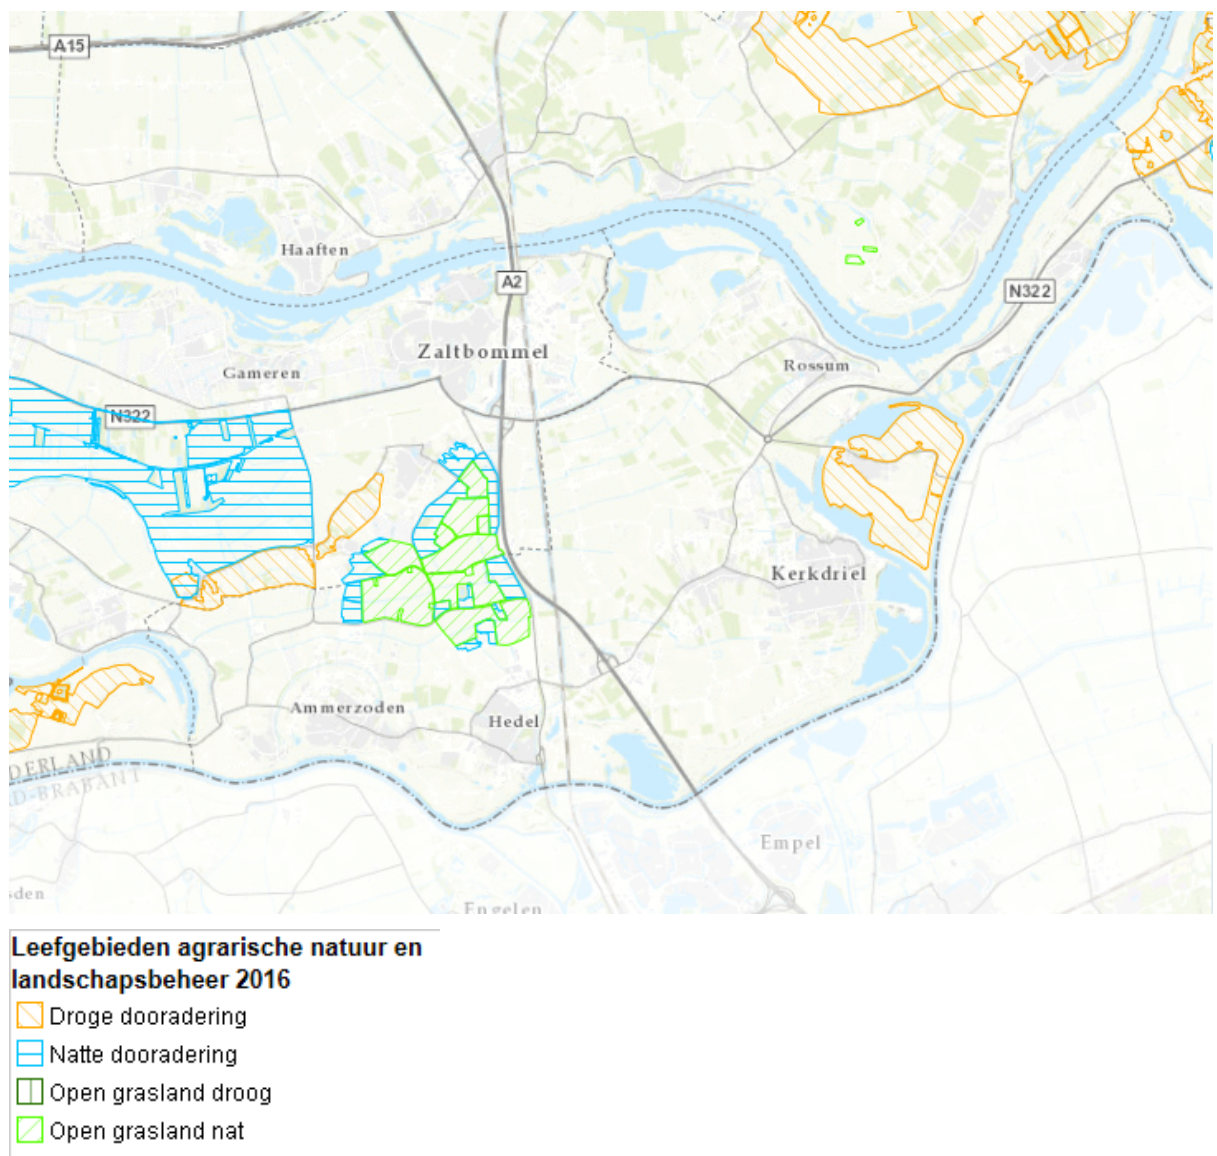 A15
Haaften
A2
N322
Zaltbommel
Rossum
Gameren
N322
Kerkdriel
Ammerzoden
Hedel
DERLAND
D-BRABANT
Empel
sden
Engelen
Leefgebieden agrarische natuur en
landschapsbeheer 2016
Droge dooradering
Natte dooradering
Open grasland droog
Open grasland nat